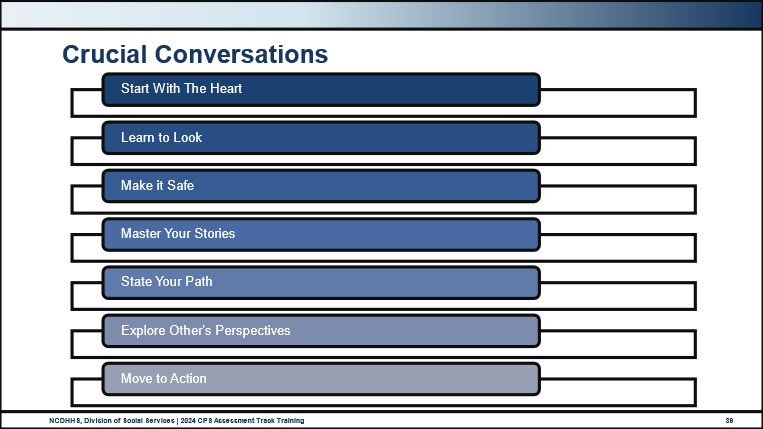 Crucial Conversations
Start With The Heart
Learn to Look
Make it Safe
Master Your Stories
State Your Path
Explore Other's Perspectives
Move to Action
NCDHHS, Division of Social Services | 2024 CPS Assessment Track Training
39